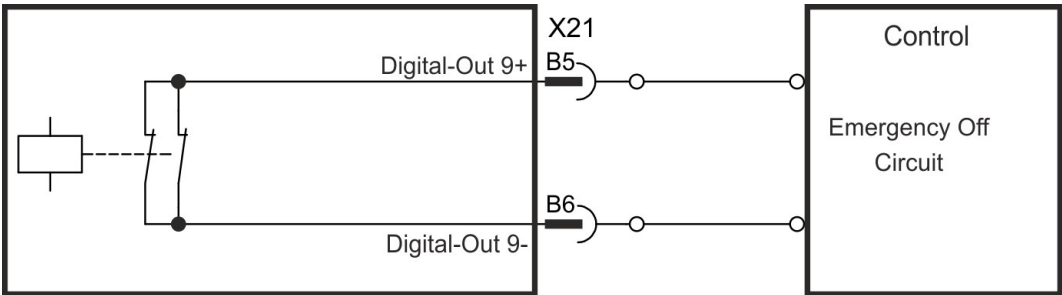 X21
Control
Digital-Out 9+
B5
Emergency Off
Circuit
B6
Digital-Out 9-